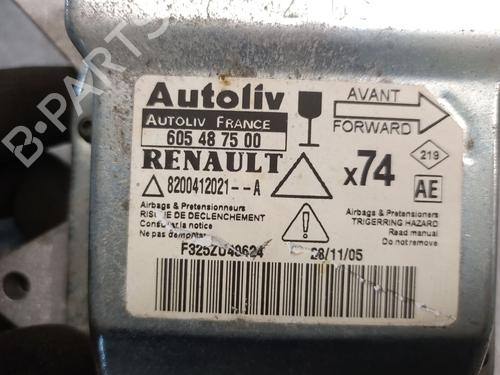 Autoliv
AUTOLIV FRANCE
605 48 75 00
RENAULT
8200412021--A
AVANT
FORWARD
x74
219
AE
Airbags & Pretensionneurs
RISQUE DE DECLENCHEMENT
Consulter la notice
Ne pas demonter
Airbags & Pretensioners
TRIGERRING HAZARD
Read manual
Do not remove
28/11/05
B-PARTS